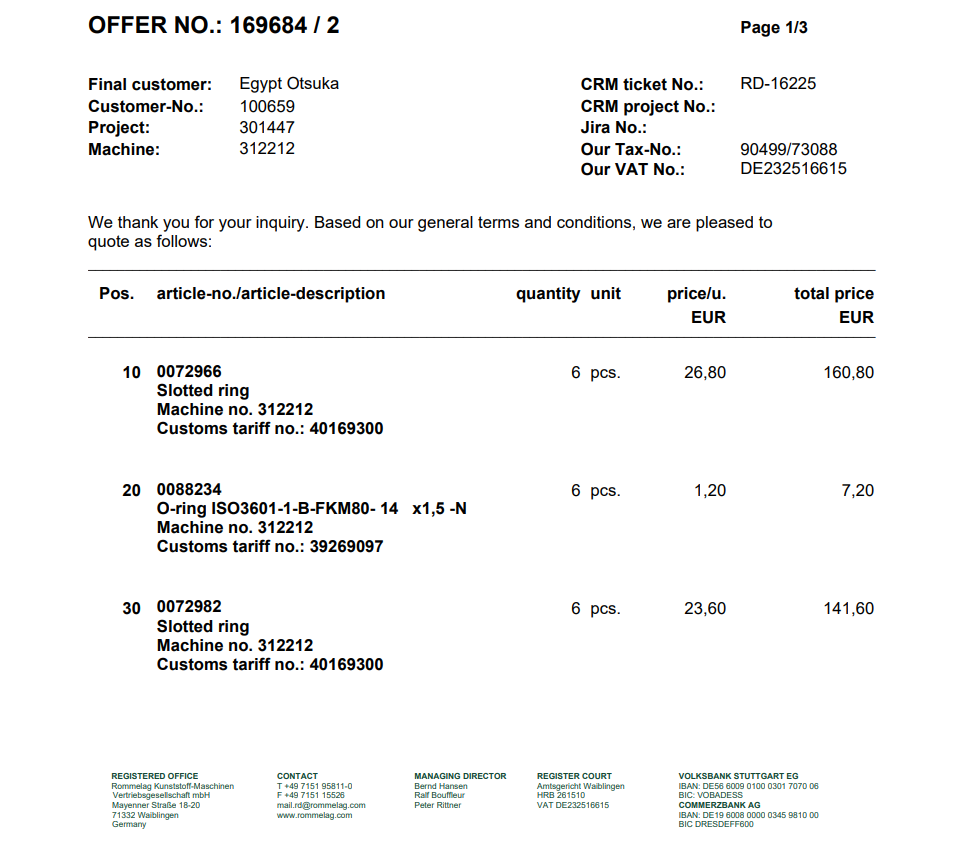 OFFER NO.: 169684 / 2
Page 1/3
Final customer: Egypt Otsuka
Customer-No.: 100659
Project: 301447
Machine: 312212
CRM ticket No.: RD-16225
CRM project No.:
Jira No.:
Our Tax-No.: 90499/73088
Our VAT No.: DE232516615
We thank you for your inquiry. Based on our general terms and conditions, we are pleased to
quote as follows:
Pos. article-no./article-description quantity unit price/u. total price
EUR EUR
10 0072966 6 pcs. 26,80 160,80
Slotted ring
Machine no. 312212
Customs tariff no.: 40169300
20 0088234 6 pcs. 1,20 7,20
O-ring ISO3601-1-B-FKM80- 14 x1,5 -N
Machine no. 312212
Customs tariff no.: 39269097
30 0072982 6 pcs. 23,60 141,60
Slotted ring
Machine no. 312212
Customs tariff no.: 40169300
REGISTERED OFFICE
Rommelag Kunststoff-Maschinen
Vertriebsgesellschaft mbH
Mayenner Straße 18-20
71332 Waiblingen
Germany
CONTACT
T +49 7151 95811-0
F +49 7151 15526
mail.rd@rommelag.com
www.rommelag.com
MANAGING DIRECTOR
Bernd Hansen
Ralf Bouffleur
Peter Rittner
REGISTER COURT
Amtsgericht Waiblingen
HRB 261510
VAT DE232516615
VOLKSBANK STUTTGART EG
IBAN: DE56 6009 0100 0301 7070 06
BIC: VOBADESS
COMMERZBANK AG
IBAN: DE19 6008 0000 0345 9810 00
BIC DRESDEFF600